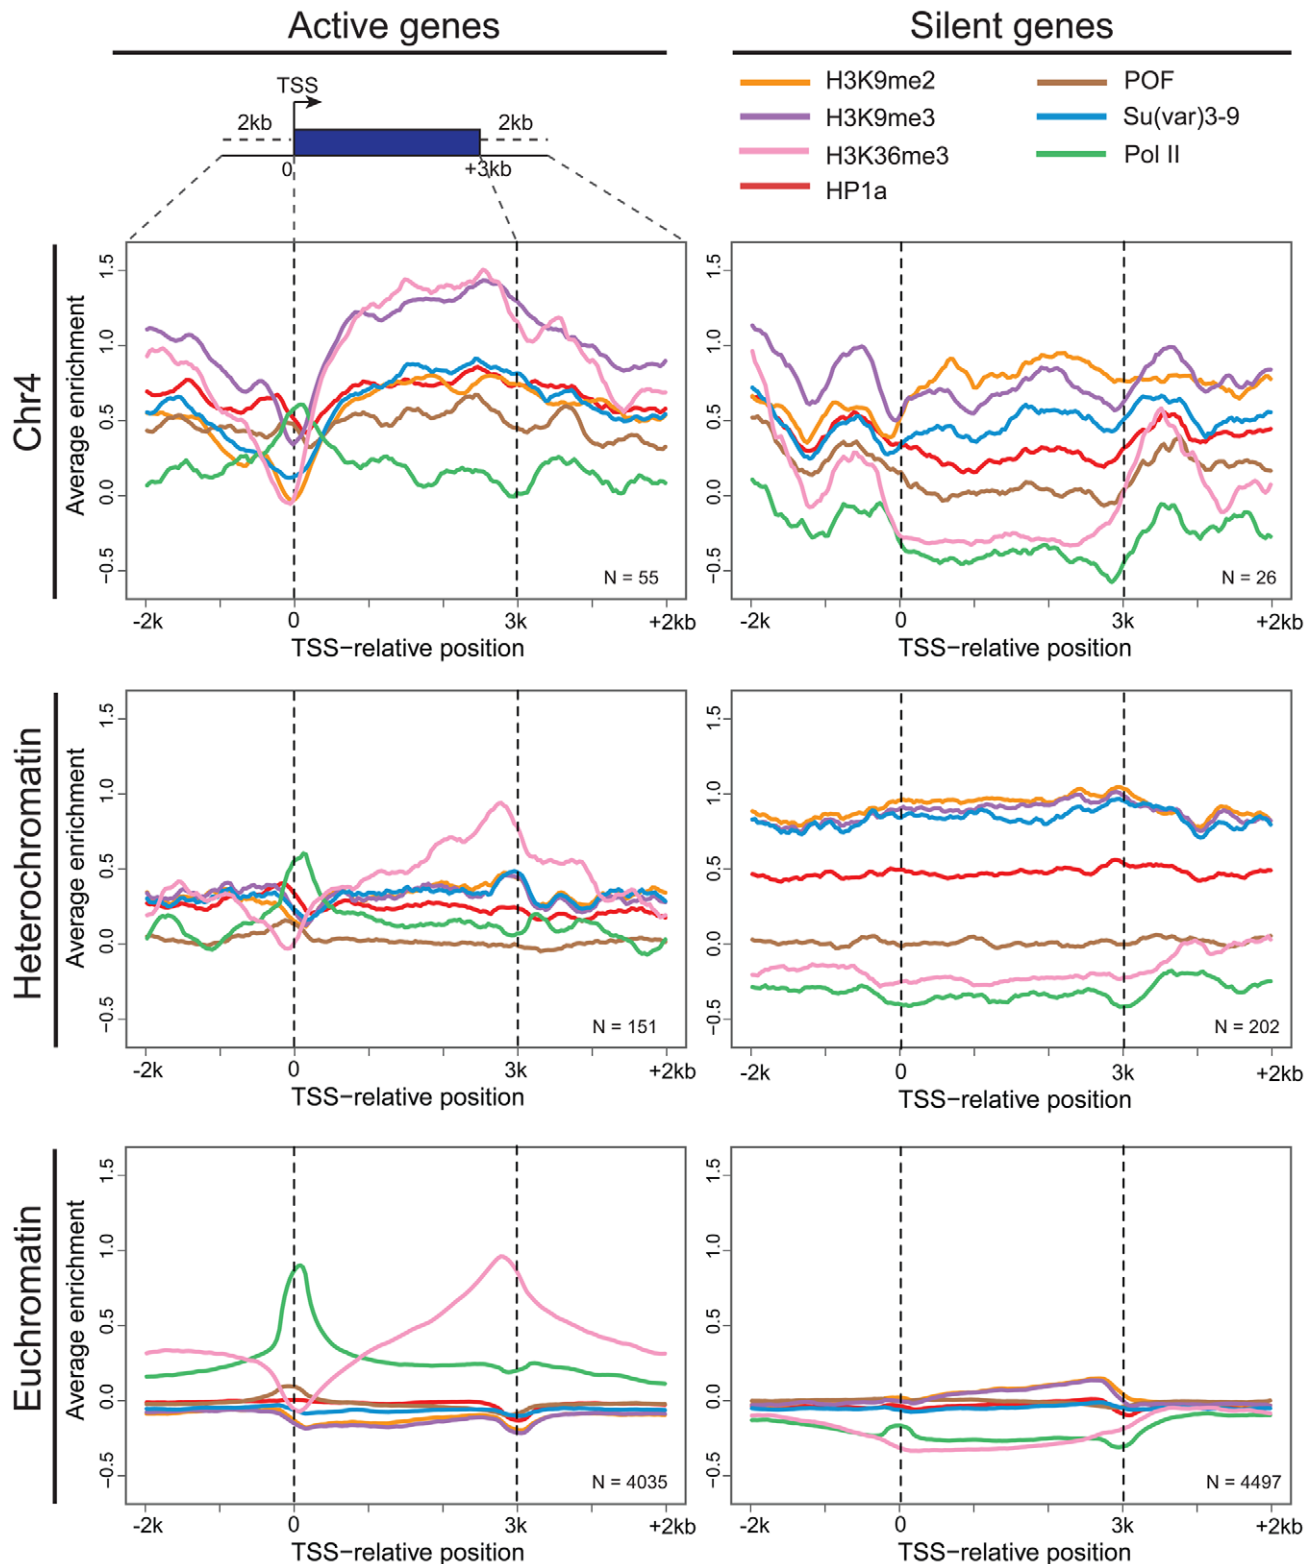 Active genes
Silent genes
TSS
2kb
2kb
0
+3kb
H3K9me2
H3K9me3
H3K36me3
HP1a
POF
Su(var)3-9
Pol II
Chr4
Average enrichment
1.5
1.0
0.5
0.0
−0.5
N = 55
-2k 0 3k +2kb
TSS−relative position
Average enrichment
1.5
1.0
0.5
0.0
−0.5
N = 26
-2k 0 3k +2kb
TSS−relative position
Heterochromatin
Average enrichment
1.5
1.0
0.5
0.0
−0.5
N = 151
-2k 0 3k +2kb
TSS−relative position
Average enrichment
1.5
1.0
0.5
0.0
−0.5
N = 202
-2k 0 3k +2kb
TSS−relative position
Euchromatin
Average enrichment
1.5
1.0
0.5
0.0
−0.5
N = 4035
-2k 0 3k +2kb
TSS−relative position
Average enrichment
1.5
1.0
0.5
0.0
−0.5
N = 4497
-2k 0 3k +2kb
TSS−relative position